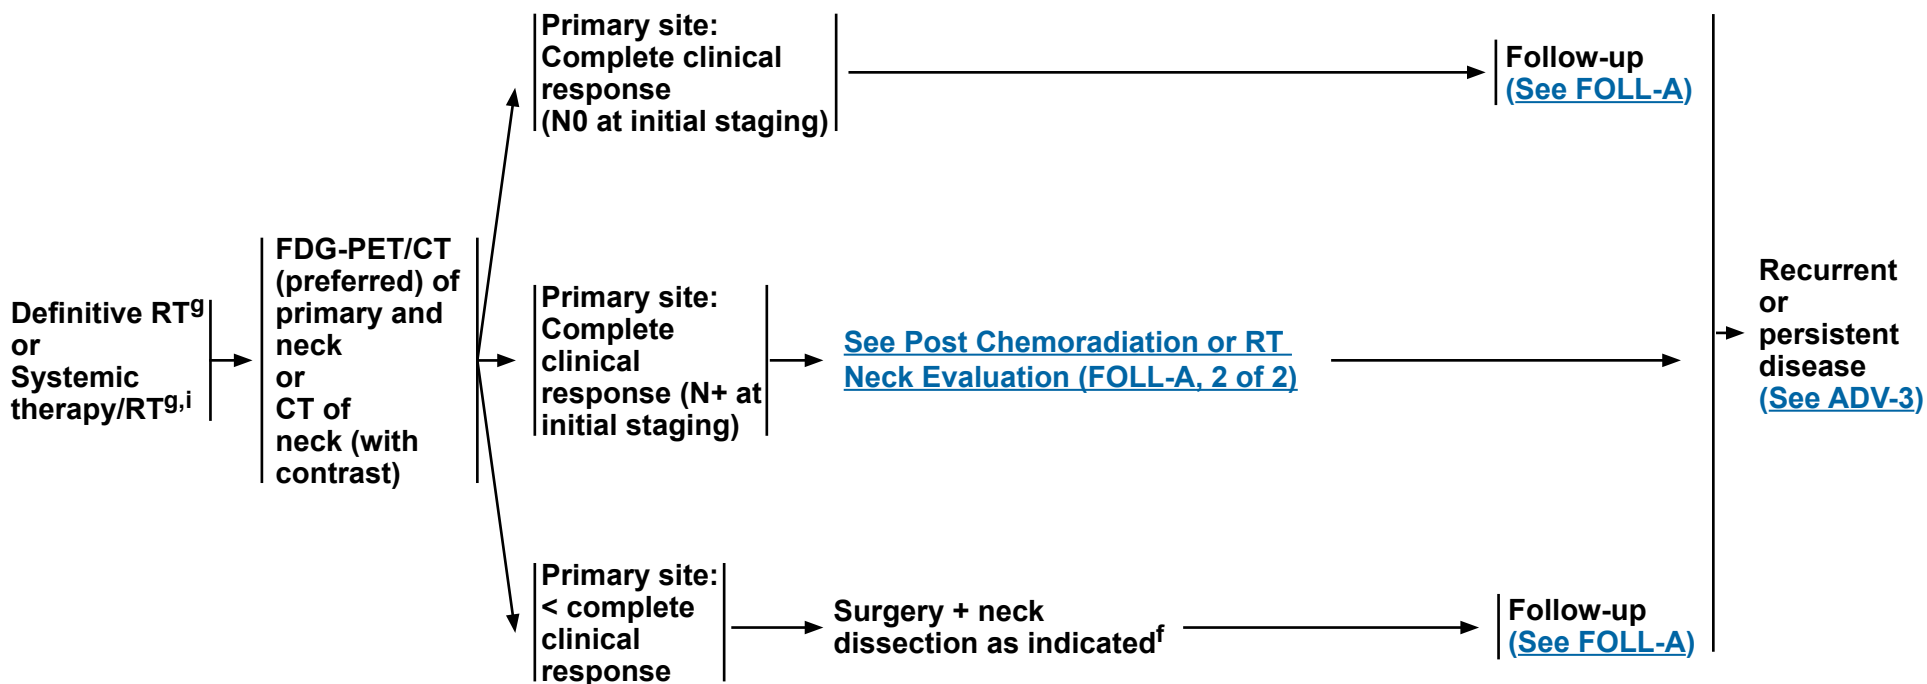 Definitive RTg
or
Systemic
therapy/RTg,i
FDG-PET/CT
(preferred) of
primary and
neck
or
CT of
neck (with
contrast)
Primary site:
Complete clinical
response
(N0 at initial staging)
Follow-up
(See FOLL-A)
Primary site:
Complete
clinical
response (N+ at
initial staging)
See Post Chemoradiation or RT
Neck Evaluation (FOLL-A, 2 of 2)
Primary site:
< complete
clinical
response
Surgery + neck
dissection as indicatedf
Follow-up
(See FOLL-A)
Recurrent
or
persistent
disease
(See ADV-3)